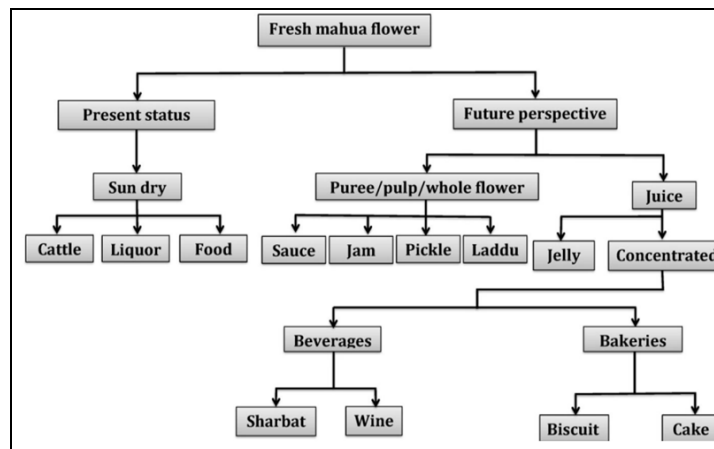 Fresh mahua flower
Present status
Future perspective
Sun dry
Puree/pulp/whole flower
Juice
Cattle
Liquor
Food
Sauce
Jam
Pickle
Laddu
Jelly
Concentrated
Beverages
Bakeries
Sharbat
Wine
Biscuit
Cake